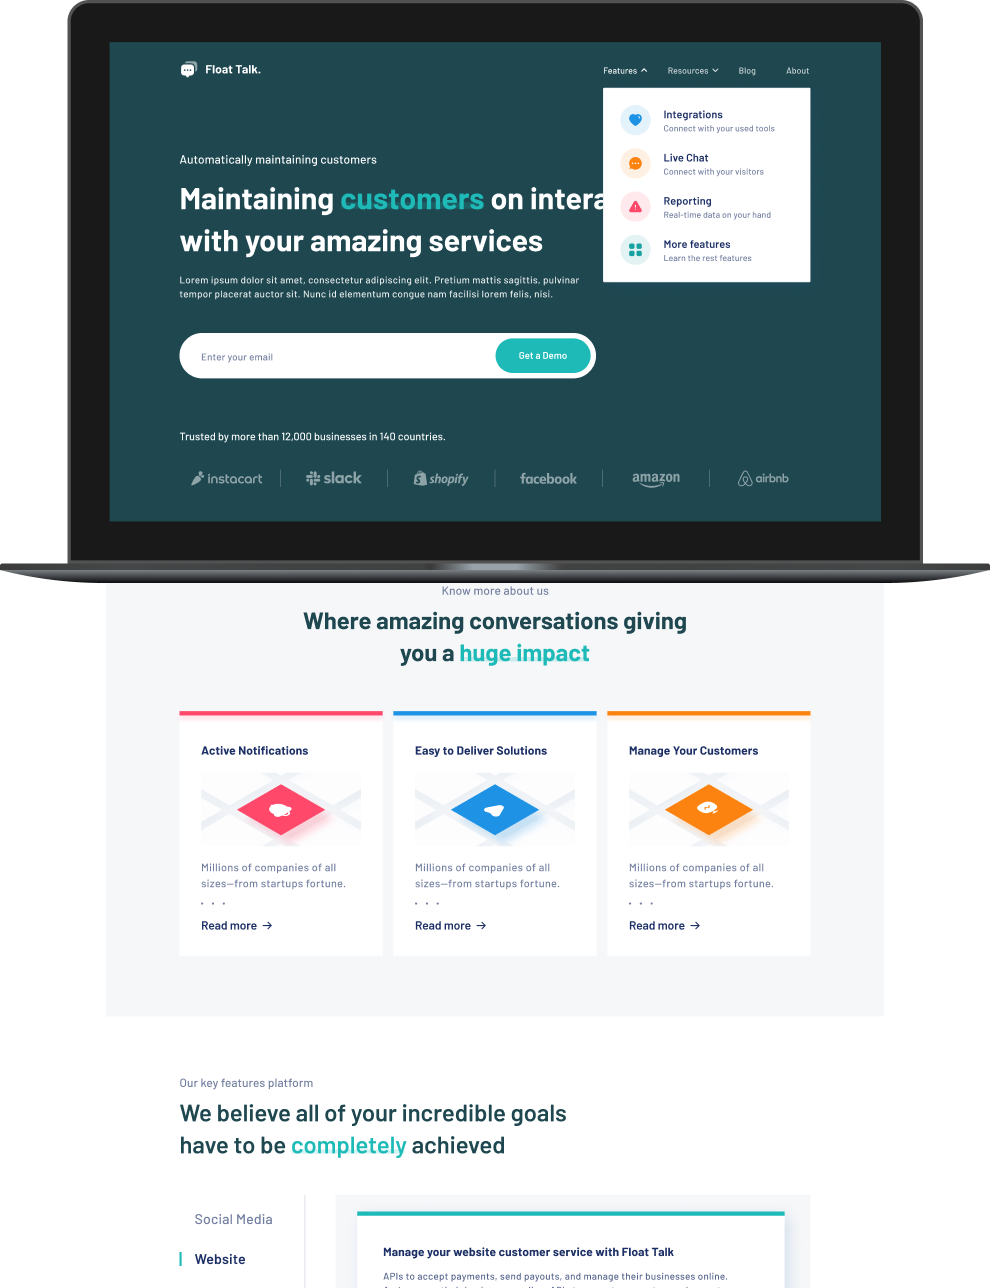 Float Talk.
Features
Resources
Blog
About
Integrations
Connect with your used tools
Live Chat
Connect with your visitors
Reporting
Real-time data on your hand
More features
Learn the rest features
Automatically maintaining customers
Maintaining customers on intera
with your amazing services
Lorem ipsum dolor sit amet, consectetur adipiscing elit. Pretium mattis sagittis, pulvinar
tempor placerat auctor sit. Nunc id elementum congue nam facilisi lorem felis, nisi.
Enter your email
Get a Demo
Trusted by more than 12,000 businesses in 140 countries.
instacart
slack
shopify
facebook
amazon
airbnb
Know more about us
Where amazing conversations giving
you a huge impact
Active Notifications
Millions of companies of all
sizes—from startups fortune.
Read more
Easy to Deliver Solutions
Millions of companies of all
sizes—from startups fortune.
Read more
Manage Your Customers
Millions of companies of all
sizes—from startups fortune.
Read more
Our key features platform
We believe all of your incredible goals
have to be completely achieved
Social Media
Website
Manage your website customer service with Float Talk
APIs to accept payments, send payouts, and manage their businesses online.